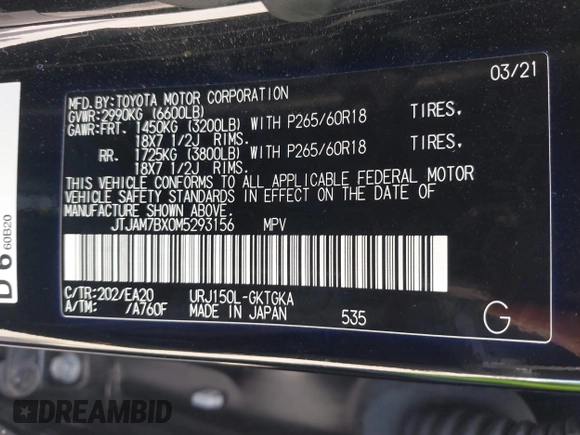 03/21
MFD. BY: TOYOTA MOTOR CORPORATION
GVWR: 2990KG (6600LB)
GAWR: FRT. 1450KG (3200LB) WITH P265/60R18 TIRES,
18X7 1/2J RIMS.
RR. 1725KG (3800LB) WITH P265/60R18 TIRES,
18X7 1/2J RIMS.
THIS VEHICLE CONFORMS TO ALL APPLICABLE FEDERAL MOTOR
VEHICLE SAFETY STANDARDS IN EFFECT ON THE DATE OF
MANUFACTURE SHOWN ABOVE.
JTJAM7BX0M5293156 MPV
C/TR: 202/EA20 URJ150L-GKTGKA
A/TM: /A760F MADE IN JAPAN 535 G
D 6 60B20
DREAMBID